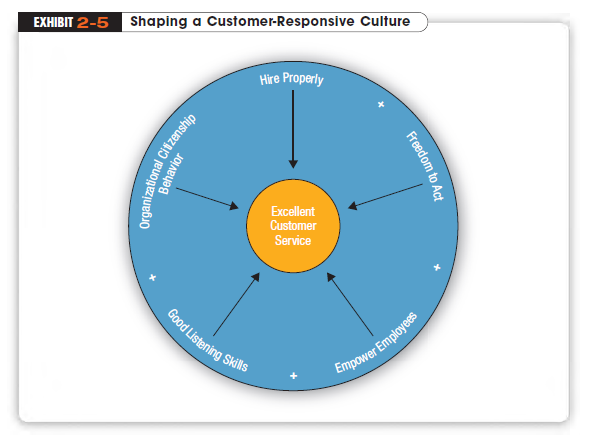 EXHIBIT 2-5 Shaping a Customer-Responsive Culture
Hire Properly
+
Freedom to Act
+
Empower Employees
+
Good Listening Skills
+
Organizational Citizenship
Behavior
Excellent
Customer
Service